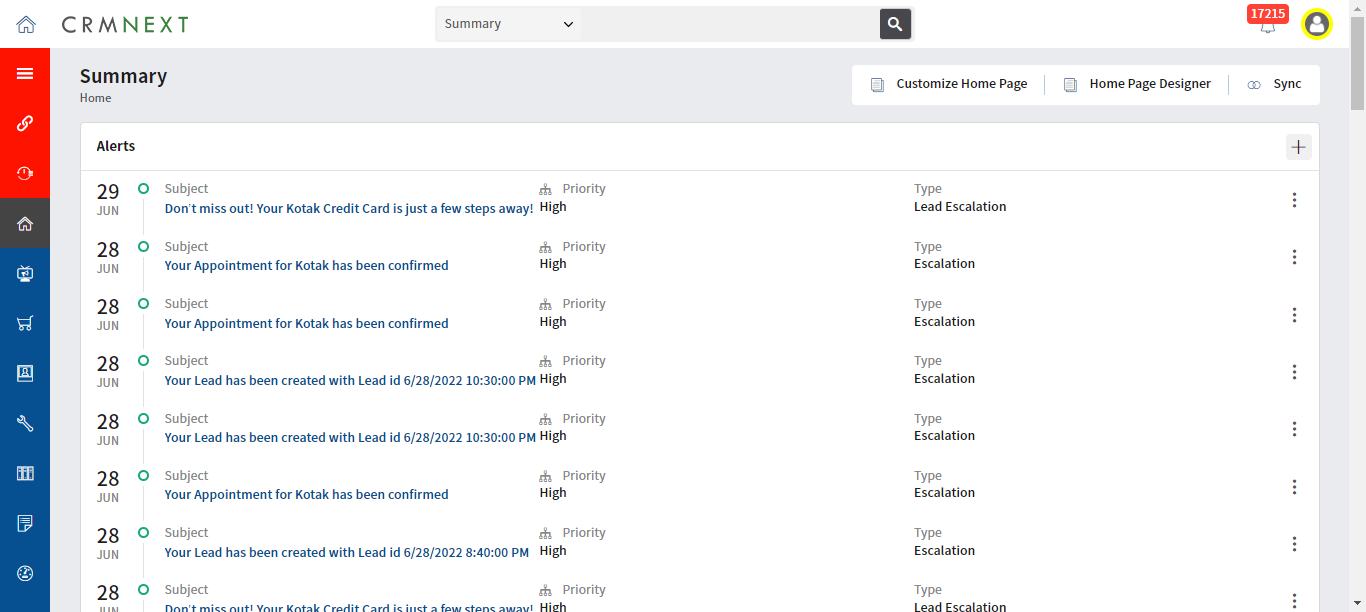 CRMNEXT
Summary
17215
Summary
Home
Customize Home Page
Home Page Designer
Sync
Alerts
29 JUN
Subject
Don't miss out! Your Kotak Credit Card is just a few steps away!
Priority
High
Type
Lead Escalation
28 JUN
Subject
Your Appointment for Kotak has been confirmed
Priority
High
Type
Escalation
28 JUN
Subject
Your Appointment for Kotak has been confirmed
Priority
High
Type
Escalation
28 JUN
Subject
Your Lead has been created with Lead id 6/28/2022 10:30:00 PM
Priority
High
Type
Escalation
28 JUN
Subject
Your Lead has been created with Lead id 6/28/2022 10:30:00 PM
Priority
High
Type
Escalation
28 JUN
Subject
Your Appointment for Kotak has been confirmed
Priority
High
Type
Escalation
28 JUN
Subject
Your Lead has been created with Lead id 6/28/2022 8:40:00 PM
Priority
High
Type
Escalation
28 JUN
Subject
Don't miss out! Your Kotak Credit Card is just a few steps away!
Priority
High
Type
Lead Escalation